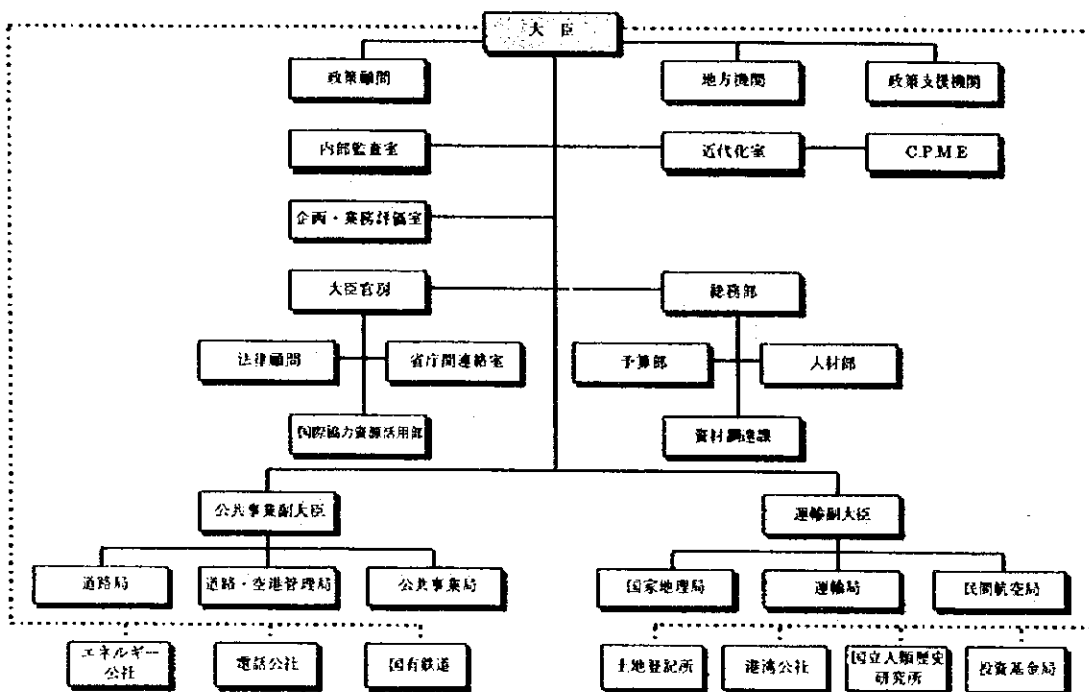 大臣
政策顧問
地方機関
政策支援機関
内部監査室
近代化室
C.P.M.E
企画・業務評価室
大臣官房
総務部
法律顧問
省庁間連絡室
予算部
人材部
国際協力資源活用部
資材調達課
公共事業副大臣
運輸副大臣
道路局
道路・空港管理局
公共事業局
国家地理局
運輸局
民間航空局
エネルギー
公社
電話公社
国有鉄道
土地登記所
港湾公社
国立人類歴史
研究所
投資基金局